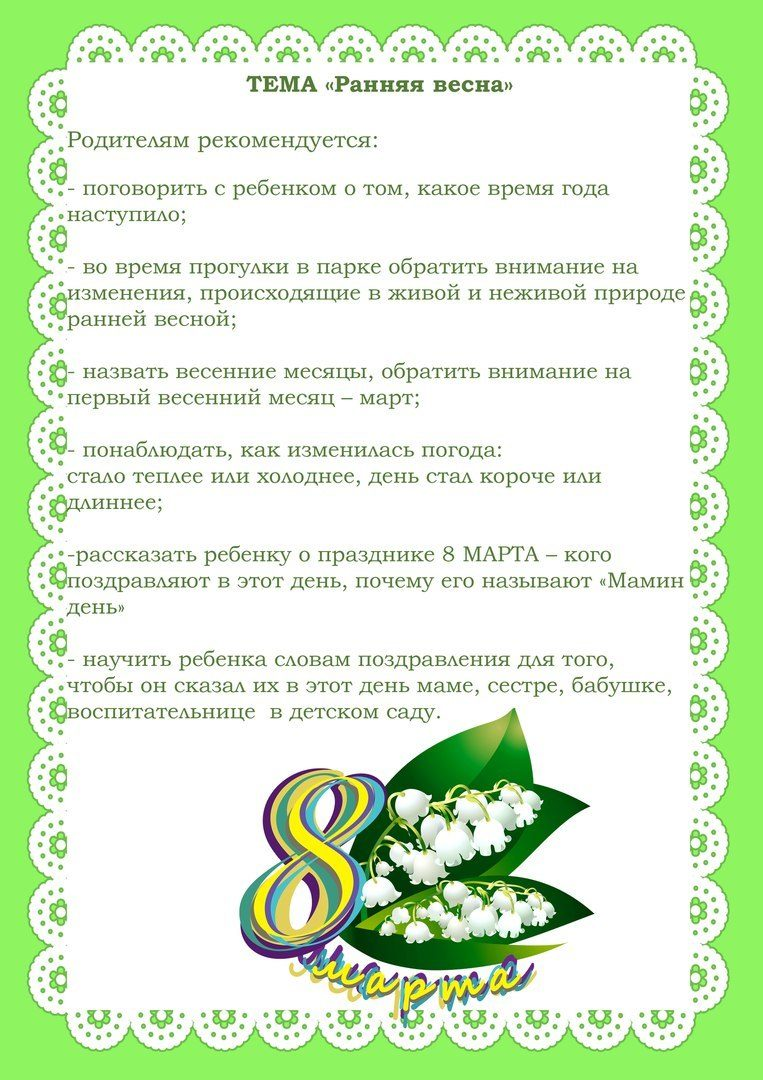 ТЕМА «Ранняя весна»
Родителям рекомендуется:
- поговорить с ребенком о том, какое время года
наступило;
- во время прогулки в парке обратить внимание на
изменения, происходящие в живой и неживой природе
ранней весной;
- назвать весенние месяцы, обратить внимание на
первый весенний месяц – март;
- понаблюдать, как изменилась погода:
стало теплее или холоднее, день стал короче или
длиннее;
-рассказать ребенку о празднике 8 МАРТА – кого
поздравляют в этот день, почему его называют «Мамин
день»
- научить ребенка словам поздравления для того,
чтобы он сказал их в этот день маме, сестре, бабушке,
воспитательнице  в детском саду.
8
марта